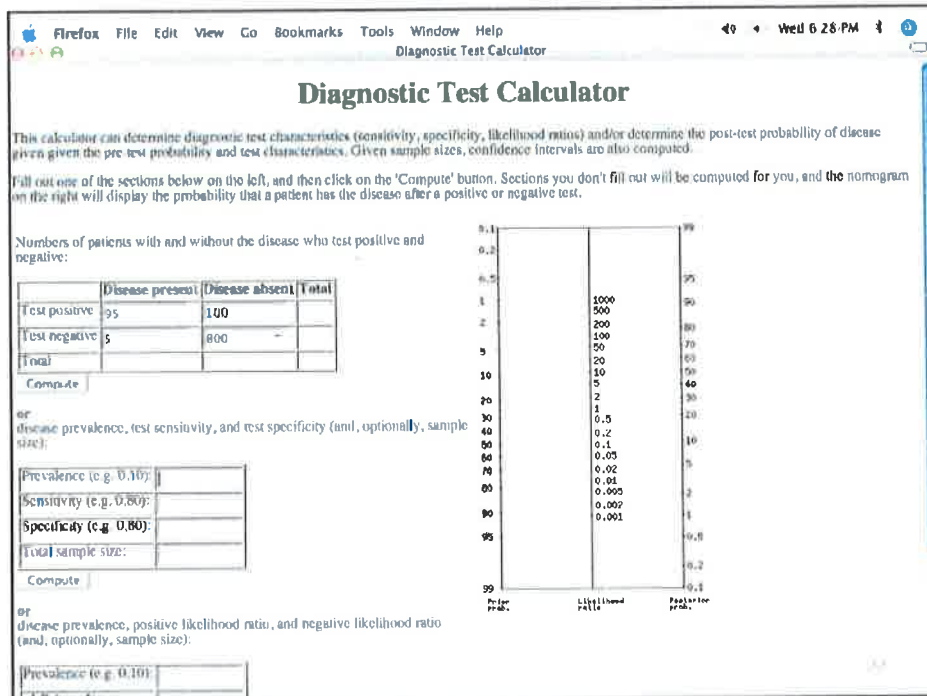 Firefox File Edit View Go Bookmarks Tools Window Help Wed 6 28 PM
Diagnostic Test Calculator
Diagnostic Test Calculator
This calculator can determine diagnostic test characteristics (sensitivity, specificity, likelihood ratios) and/or determine the post-test probability of disease
given given the pre test probability and test characteristics. Given sample sizes, confidence intervals are also computed.
Fill out one of the sections below on the left, and then click on the 'Compute' button. Sections you don't fill out will be computed for you, and the nomogram
on the right will display the probability that a patient has the disease after a positive or negative test.
Numbers of patients with and without the disease who test positive and
negative:
Disease present Disease absent Total
Test positive 95 100
Test negative 5 800
Total
Compute
or
disease prevalence, test sensitivity, and test specificity (and, optionally, sample
size):
Prevalence (e.g. 0.10):
Sensitivity (e.g. 0.80):
Specificity (e.g. 0.80):
Total sample size:
Compute
or
disease prevalence, positive likelihood ratio, and negative likelihood ratio
(and, optionally, sample size):
Prevalence (e.g. 0.10):
0.2
1
2
5
10
20
30
40
50
60
70
80
90
95
99
Prior
prob.
1000
500
200
100
50
20
10
5
2
1
0.5
0.2
0.1
0.05
0.02
0.01
0.005
0.002
0.001
Likelihood
ratio
99
95
90
80
70
60
50
40
30
20
10
5
2
1
0.5
0.2
0.1
Posterior
prob.